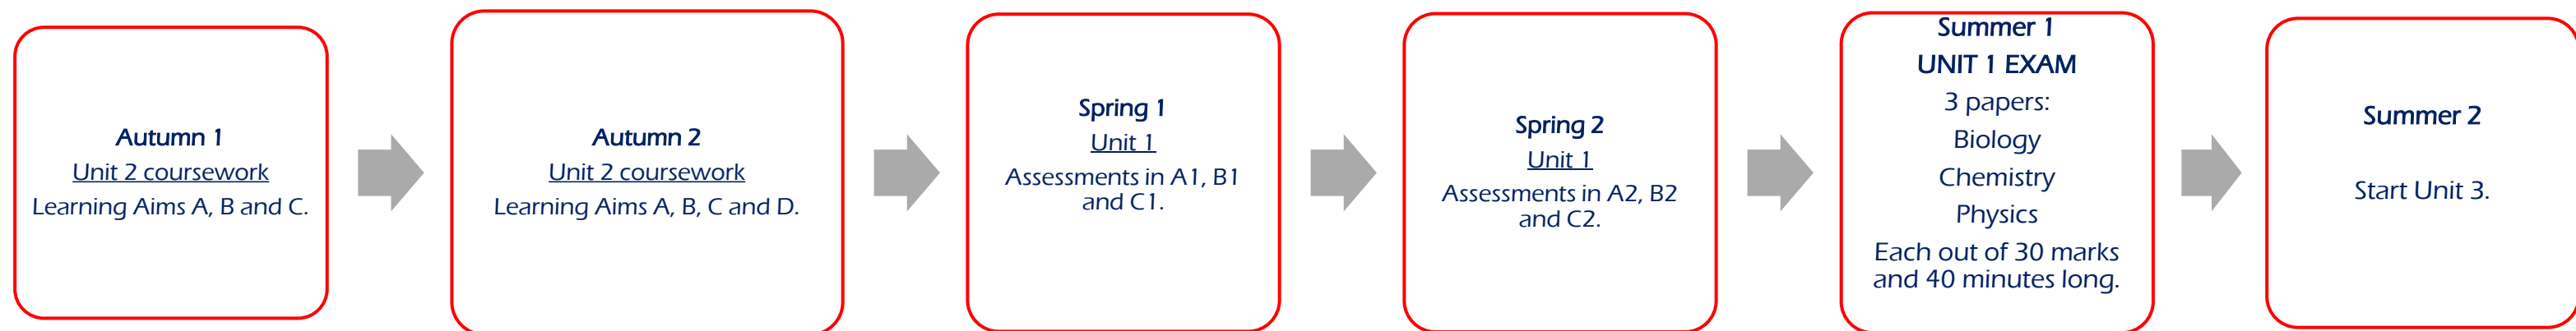 Autumn 1
Unit 2 coursework
Learning Aims A, B and C.
Autumn 2
Unit 2 coursework
Learning Aims A, B, C and D.
Spring 1
Unit 1
Assessments in A1, B1
and C1.
Spring 2
Unit 1
Assessments in A2, B2
and C2.
Summer 1
UNIT 1 EXAM
3 papers:
Biology
Chemistry
Physics
Each out of 30 marks
and 40 minutes long.
Summer 2
Start Unit 3.